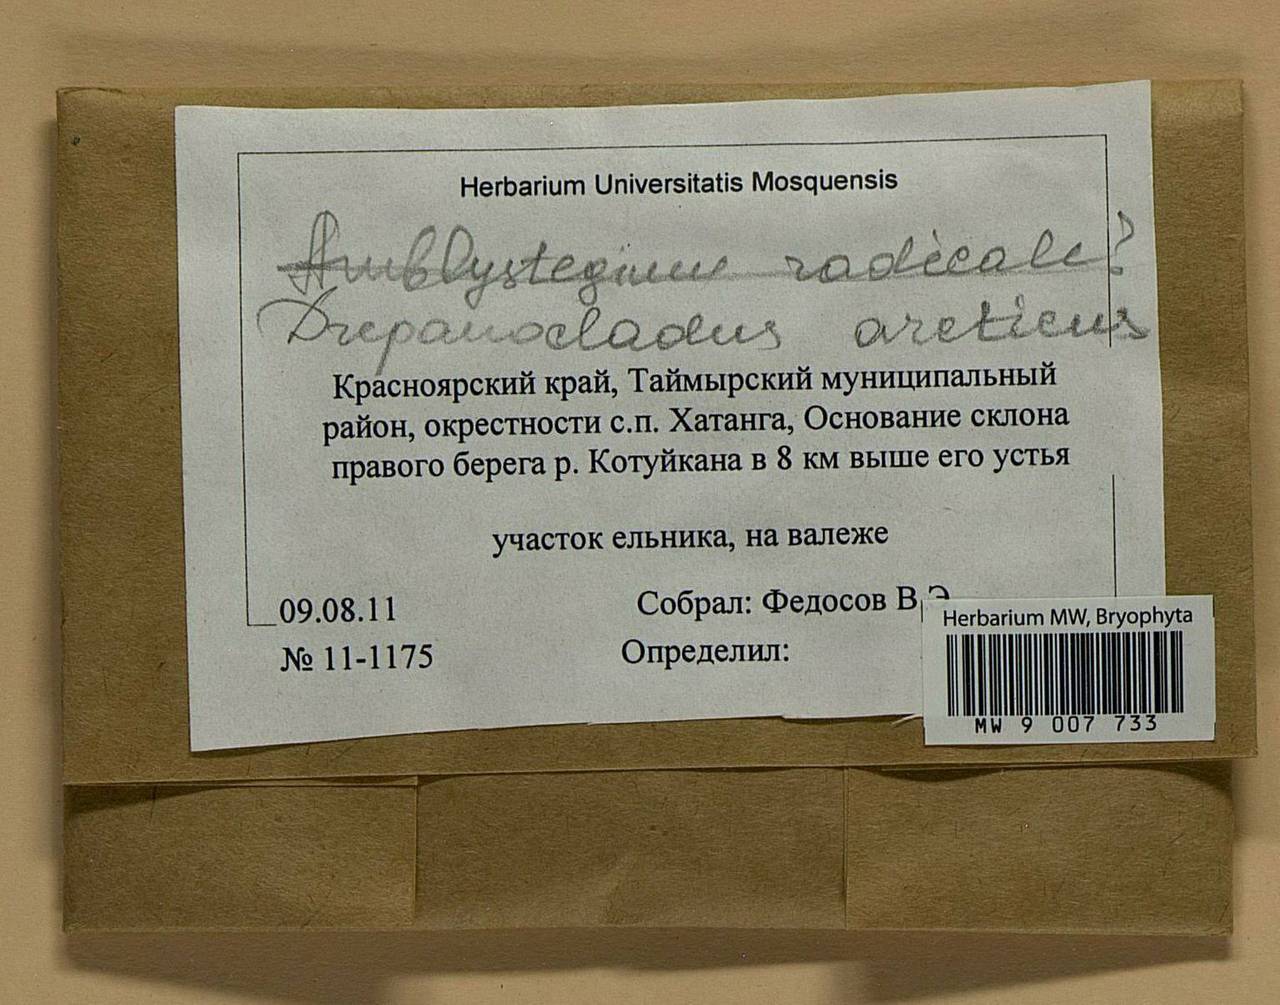 Herbarium Universitatis Mosquensis
Amblystegium radicale?
Drepanocladus arcticus
Красноярский край, Таймырский муниципальный
район, окрестности с.п. Хатанга, Основание склона
правого берега р. Котуйкана в 8 км выше его устья
участок ельника, на валеже
09.08.11
Собрал: Федосов В.Э
№ 11-1175
Определил:
Herbarium MW, Bryophyta
MW 9 007 733